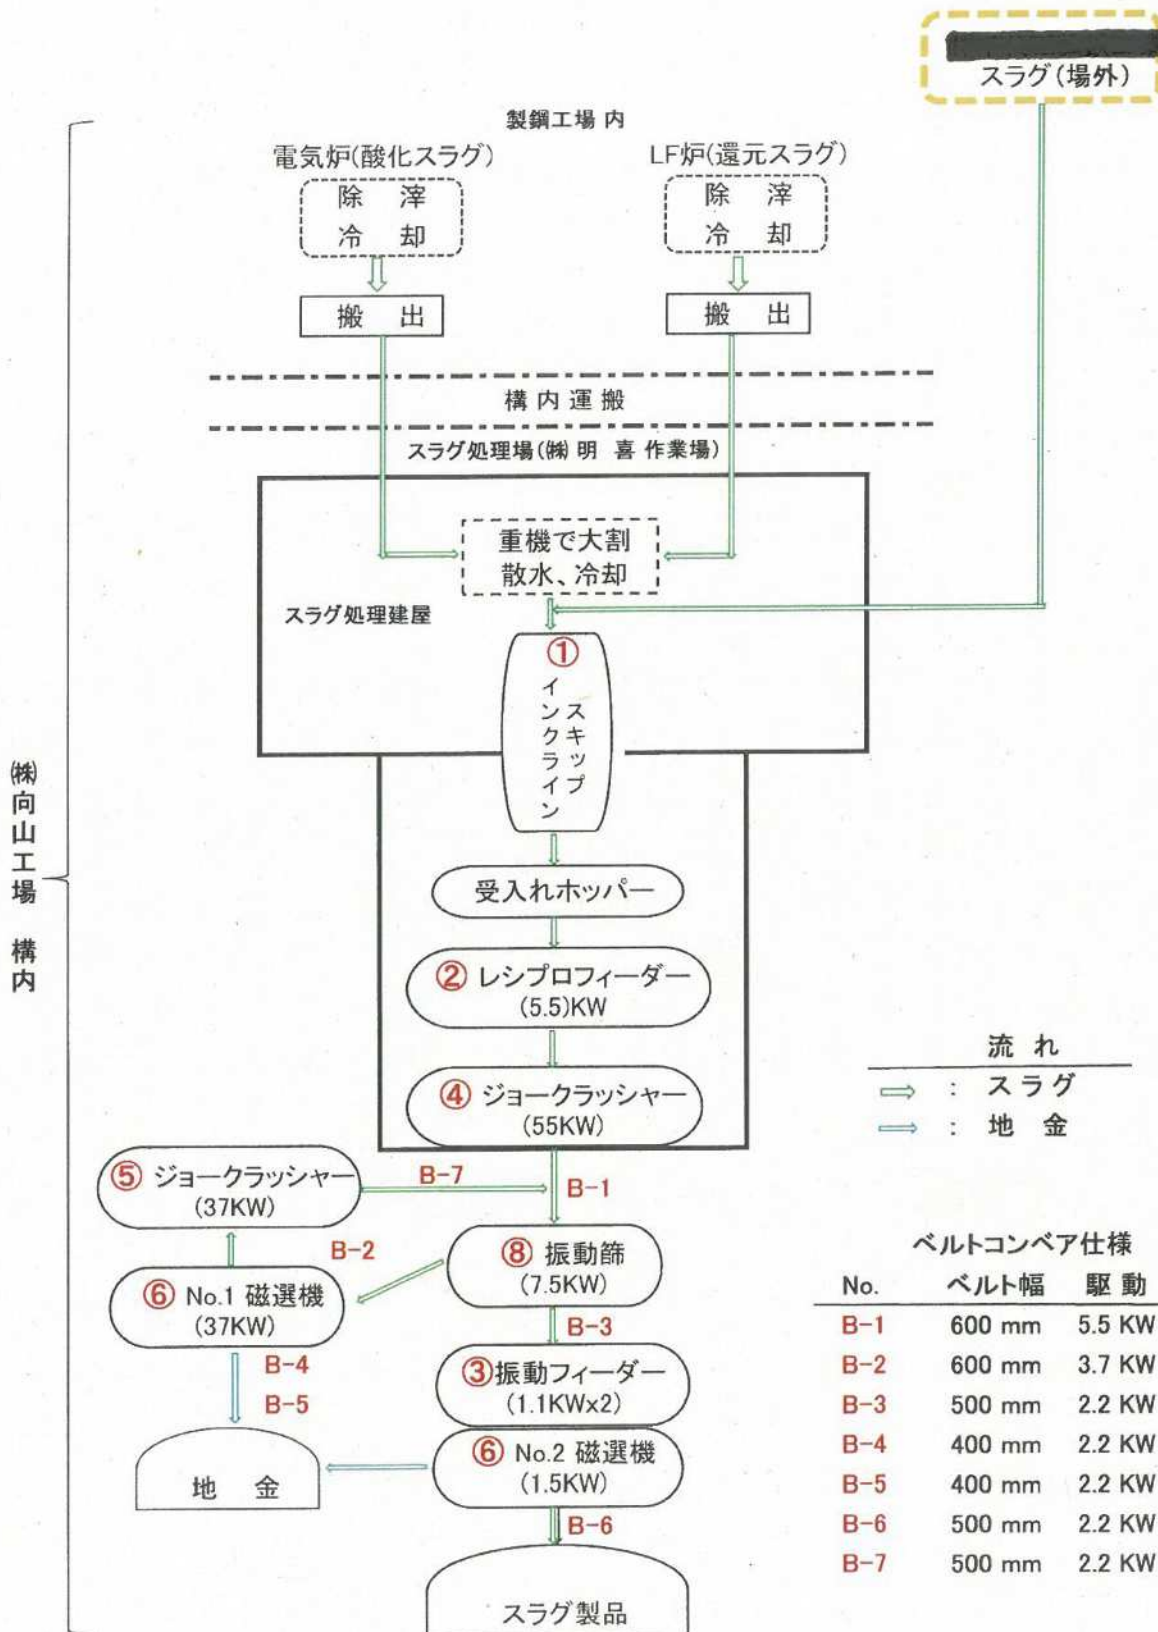 スラグ(場外)
製鋼工場 内
電気炉(酸化スラグ)
LF炉(還元スラグ)
除 滓
冷 却
除 滓
冷 却
搬 出
搬 出
構 内 運 搬
スラグ処理場(㈱ 明 喜 作業場)
重機で大割
散水、冷却
スラグ処理建屋
①
スキップ
インクライン
㈱向山工場 構内
受入れホッパー
② レシプロフィーダー
(5.5)KW
④ ジョークラッシャー
(55KW)
流 れ
: スラグ
: 地 金
⑤ ジョークラッシャー
(37KW)
B-7
B-1
B-2
⑧ 振動篩
(7.5KW)
⑥ No.1 磁選機
(37KW)
B-3
B-4
B-5
③振動フィーダー
(1.1KWx2)
⑥ No.2 磁選機
(1.5KW)
地 金
B-6
スラグ製品
ベルトコンベア仕様
No. ベルト幅 駆 動
B-1 600 mm 5.5 KW
B-2 600 mm 3.7 KW
B-3 500 mm 2.2 KW
B-4 400 mm 2.2 KW
B-5 400 mm 2.2 KW
B-6 500 mm 2.2 KW
B-7 500 mm 2.2 KW